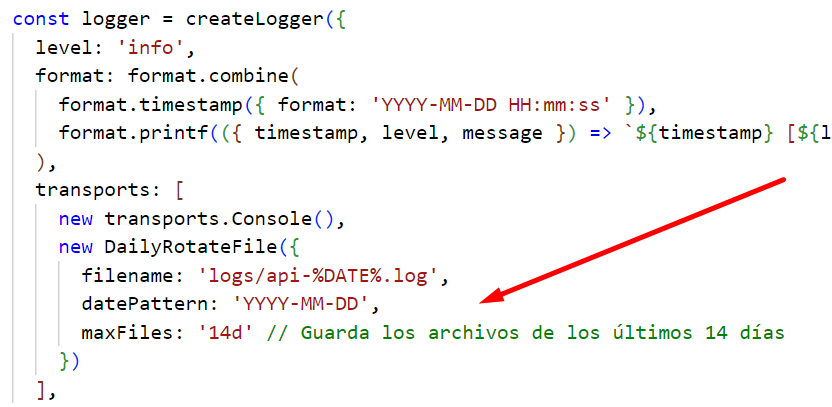 const logger = createLogger({
level: 'info',
format: format.combine(
format.timestamp({ format: 'YYYY-MM-DD HH:mm:ss' }),
format.printf(({ timestamp, level, message }) => `${timestamp} [${l
),
transports: [
new transports.Console(),
new DailyRotateFile({
filename: 'logs/api-%DATE%.log',
datePattern: 'YYYY-MM-DD',
maxFiles: '14d' // Guarda los archivos de los últimos 14 días
})
],